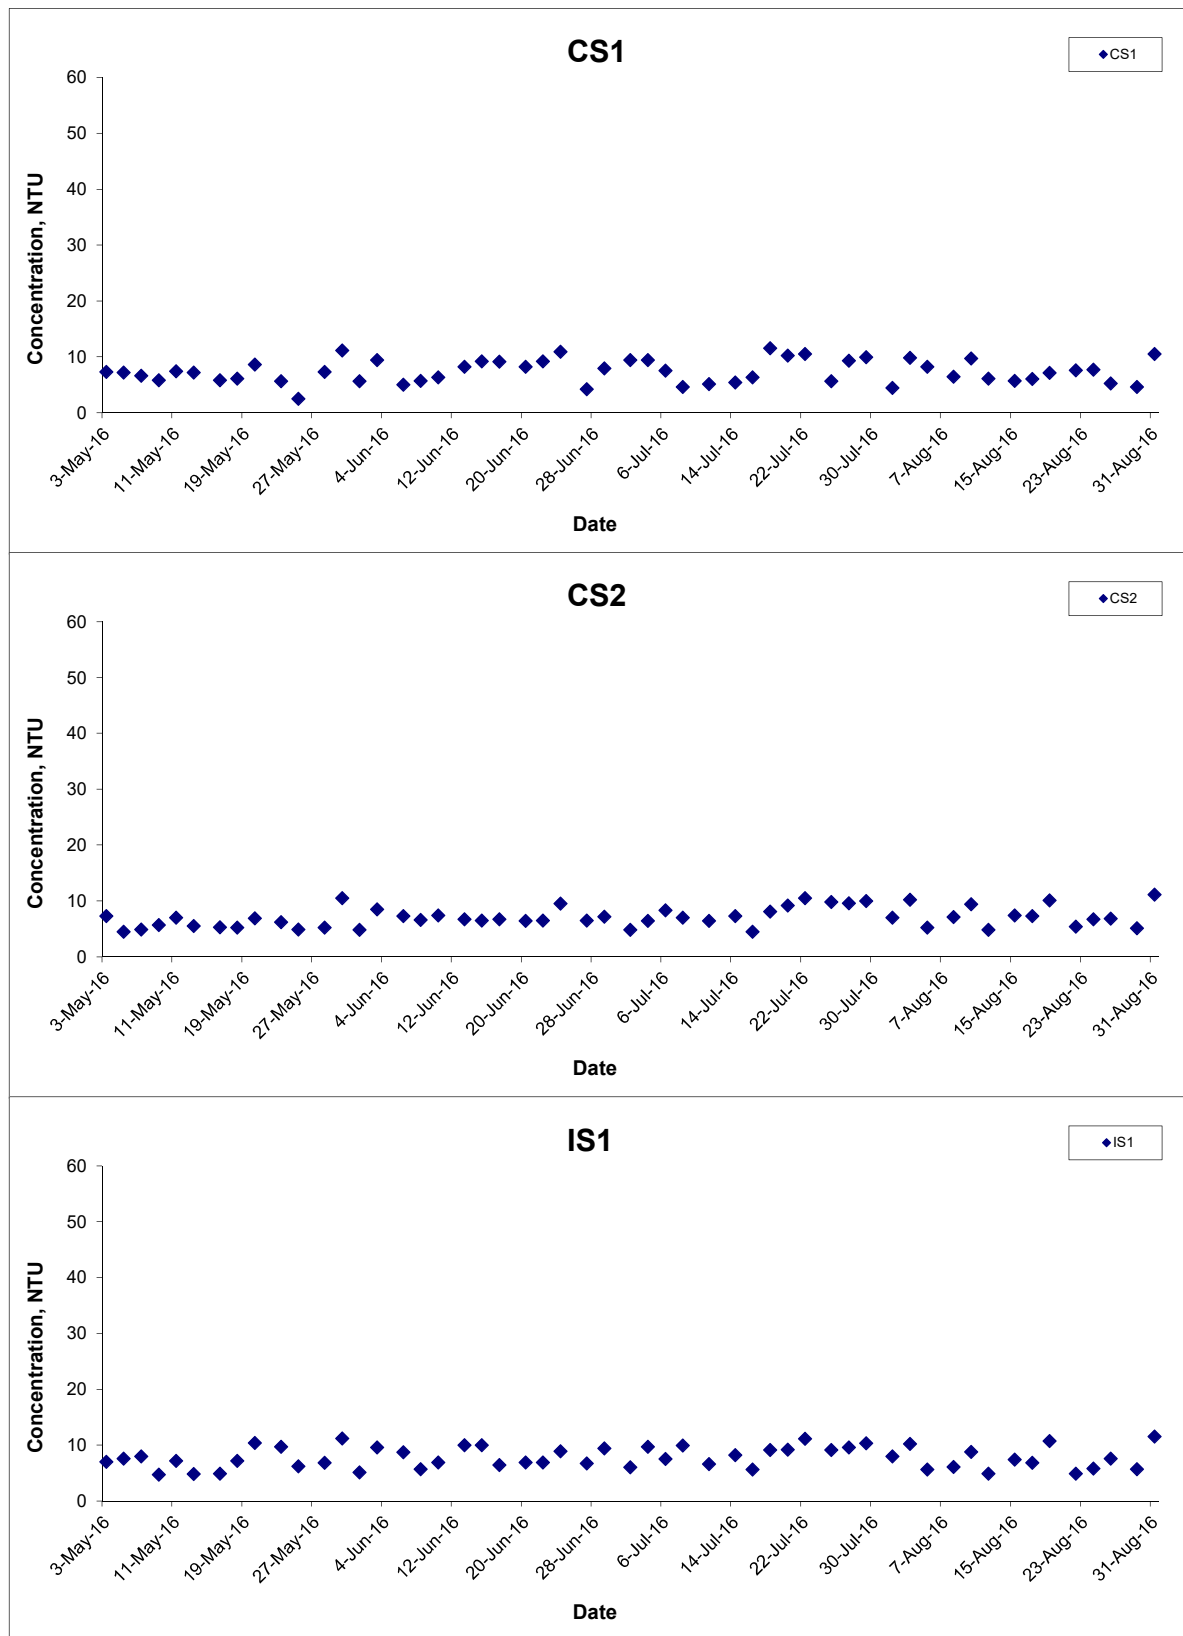 CS1
CS1
60
50
40
30
20
10
0
Concentration, NTU
3-May-16
11-May-16
19-May-16
27-May-16
4-Jun-16
12-Jun-16
20-Jun-16
28-Jun-16
6-Jul-16
14-Jul-16
22-Jul-16
30-Jul-16
7-Aug-16
15-Aug-16
23-Aug-16
31-Aug-16
Date
CS2
CS2
60
50
40
30
20
10
0
Concentration, NTU
3-May-16
11-May-16
19-May-16
27-May-16
4-Jun-16
12-Jun-16
20-Jun-16
28-Jun-16
6-Jul-16
14-Jul-16
22-Jul-16
30-Jul-16
7-Aug-16
15-Aug-16
23-Aug-16
31-Aug-16
Date
IS1
IS1
60
50
40
30
20
10
0
Concentration, NTU
3-May-16
11-May-16
19-May-16
27-May-16
4-Jun-16
12-Jun-16
20-Jun-16
28-Jun-16
6-Jul-16
14-Jul-16
22-Jul-16
30-Jul-16
7-Aug-16
15-Aug-16
23-Aug-16
31-Aug-16
Date